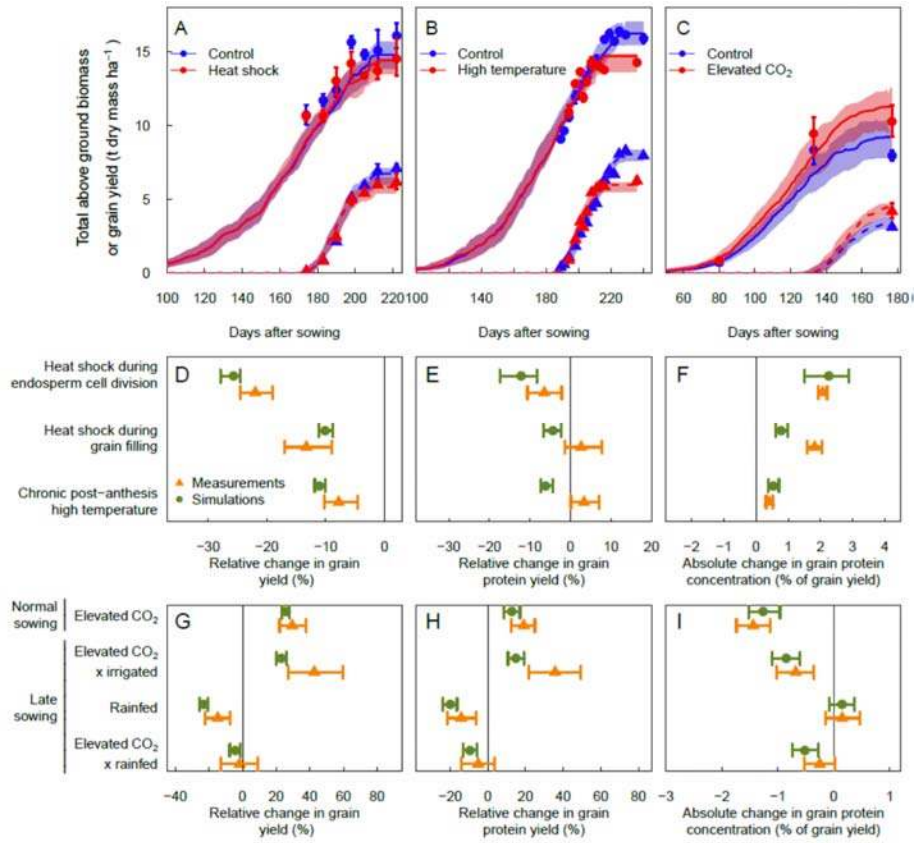 A
B
C
Control
Heat shock
Control
High temperature
Control
Elevated CO₂
Total above ground biomass
or grain yield (t dry mass ha⁻¹)
15
10
5
0
100 120 140 160 180 200 220
100 140 180 220
60 80 100 120 140 160 180
Days after sowing
Days after sowing
Days after sowing
D
E
F
Heat shock during
endosperm cell division
Heat shock during
grain filling
Chronic post−anthesis
high temperature
Measurements
Simulations
−30 −20 −10 0
−20 −10 0 10 20
−2 −1 0 1 2 3 4
Relative change in grain
yield (%)
Relative change in grain
protein yield (%)
Absolute change in grain protein
concentration (% of grain yield)
G
H
I
Normal
sowing
Elevated CO₂
Elevated CO₂
x irrigated
Late
sowing
Rainfed
Elevated CO₂
x rainfed
−40 −20 0 20 40 60 80
−20 0 20 40 60 80
−3 −2 −1 0 1
Relative change in grain
yield (%)
Relative change in grain
protein yield (%)
Absolute change in grain protein
concentration (% of grain yield)